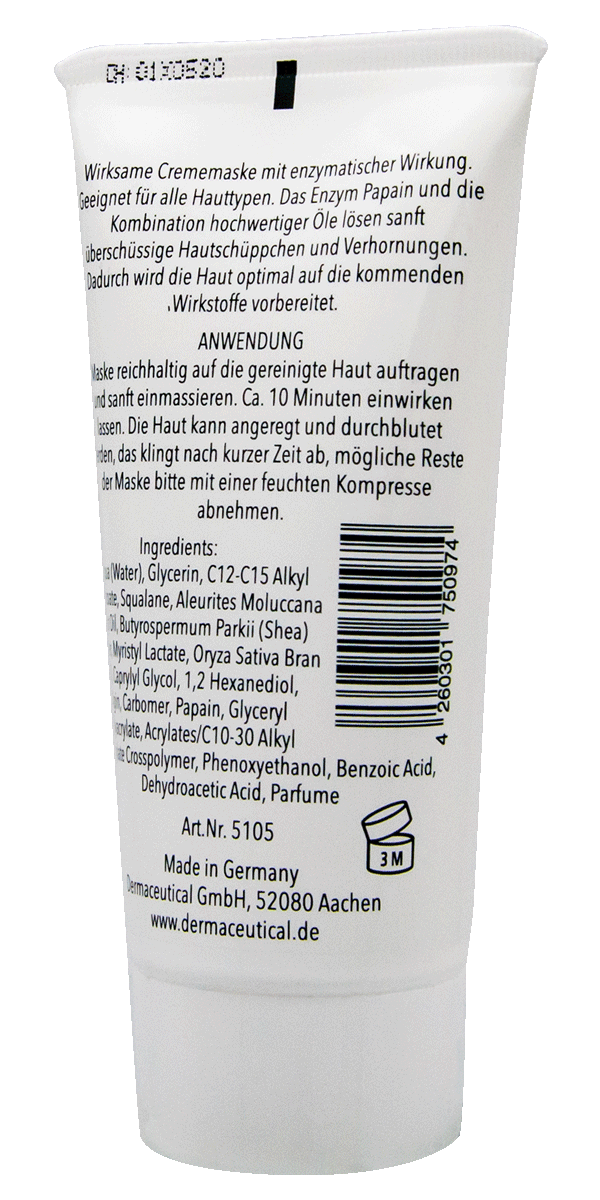 CH: 01X0520
Wirksame Crememaske mit enzymatischer Wirkung.
Geeignet für alle Hauttypen. Das Enzym Papain und die
Kombination hochwertiger Öle lösen sanft
überschüssige Hautschüppchen und Verhornungen.
Dadurch wird die Haut optimal auf die kommenden
Wirkstoffe vorbereitet.
ANWENDUNG
Maske reichhaltig auf die gereinigte Haut auftragen
und sanft einmassieren. Ca. 10 Minuten einwirken
lassen. Die Haut kann angeregt und durchblutet
rden, das klingt nach kurzer Zeit ab, mögliche Reste
der Maske bitte mit einer feuchten Kompresse
abnehmen.
Ingredients:
(Water), Glycerin, C12-C15 Alkyl
Squalane, Aleurites Moluccana
Oil, Butyrospermum Parkii (Shea)
Myristyl Lactate, Oryza Sativa Bran
Caprylyl Glycol, 1,2 Hexanediol,
Carbomer, Papain, Glyceryl
Acrylates/C10-30 Alkyl
Crosspolymer, Phenoxyethanol, Benzoic Acid,
Dehydroacetic Acid, Parfume
4 260301 750974
Art.Nr. 5105
3 M
Made in Germany
Dermaceutical GmbH, 52080 Aachen
www.dermaceutical.de